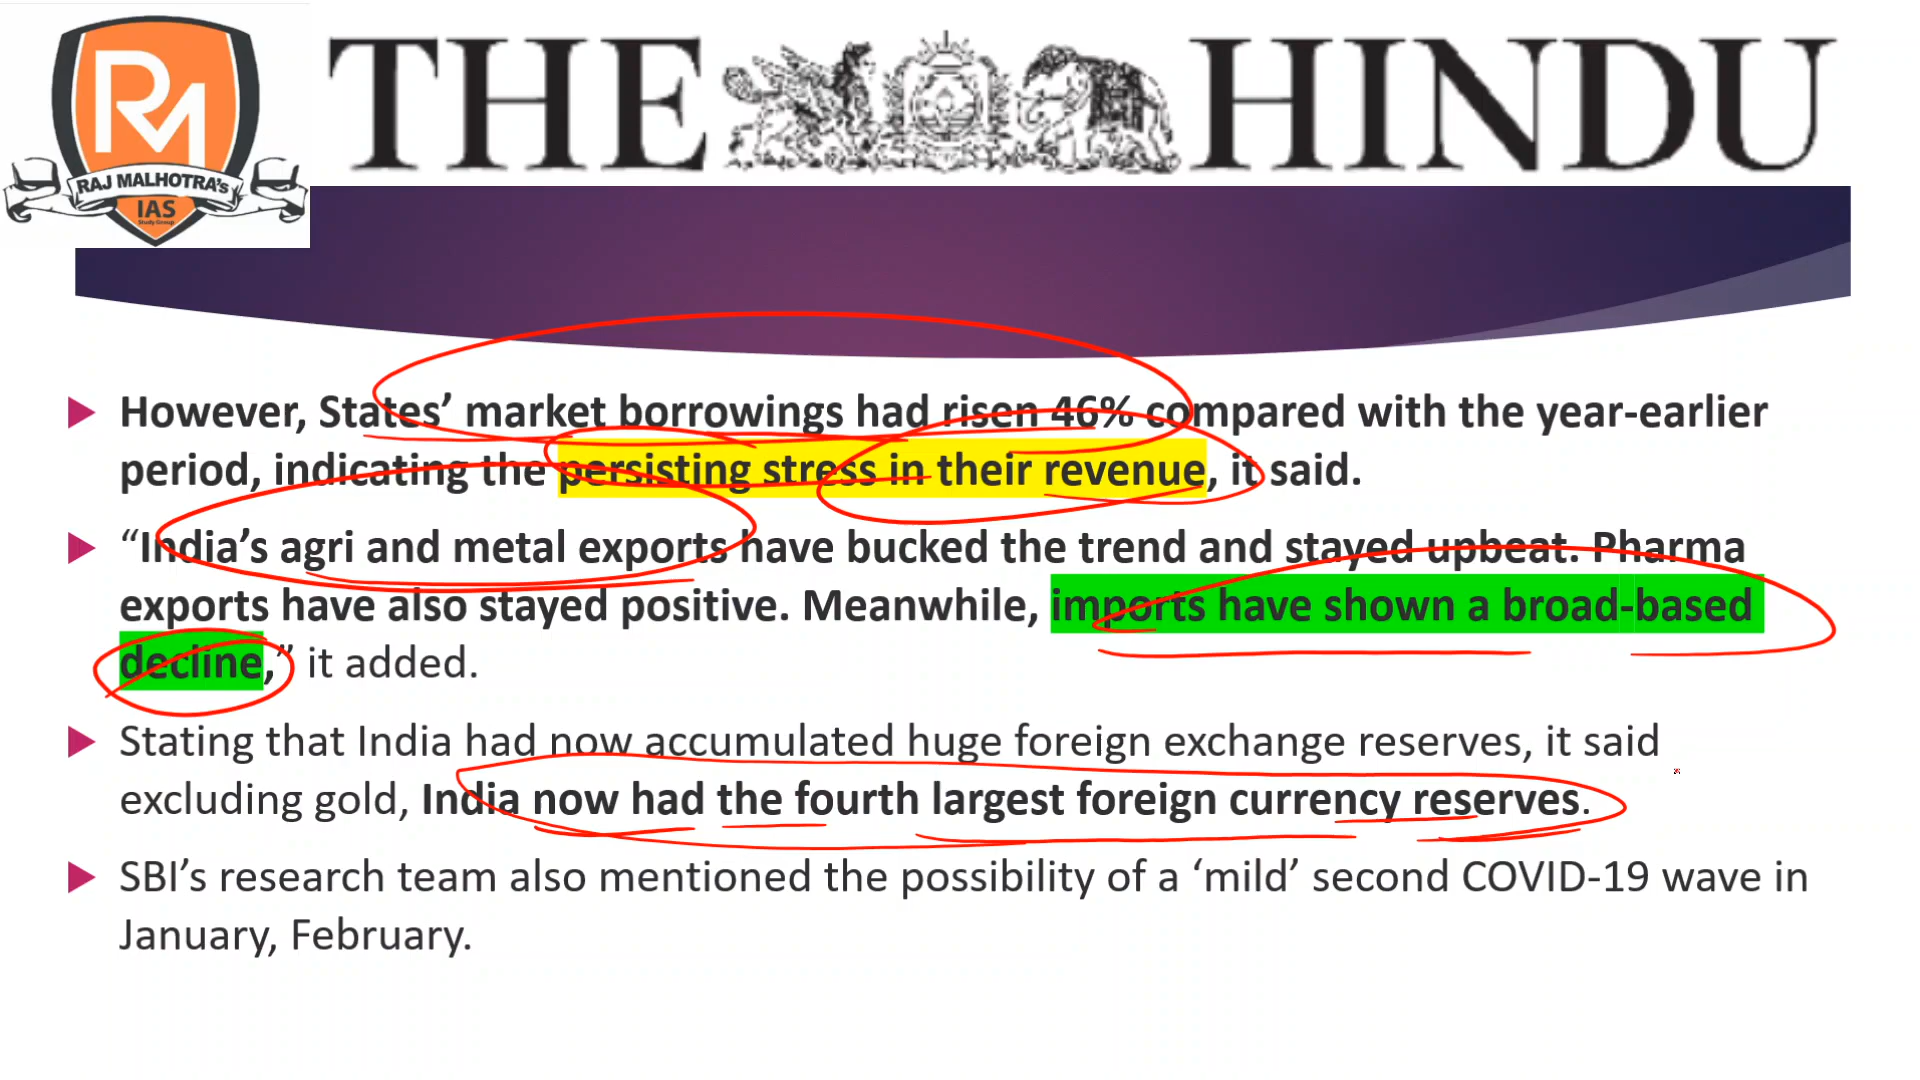 RM
RAJ MALHOTRA's
IAS
Study Group
THE HINDU
However, States’ market borrowings had risen 46% compared with the year-earlier
period, indicating the persisting stress in their revenue, it said.
“India’s agri and metal exports have bucked the trend and stayed upbeat. Pharma
exports have also stayed positive. Meanwhile, imports have shown a broad-based
decline,” it added.
Stating that India had now accumulated huge foreign exchange reserves, it said
excluding gold, India now had the fourth largest foreign currency reserves.
SBI’s research team also mentioned the possibility of a ‘mild’ second COVID-19 wave in
January, February.